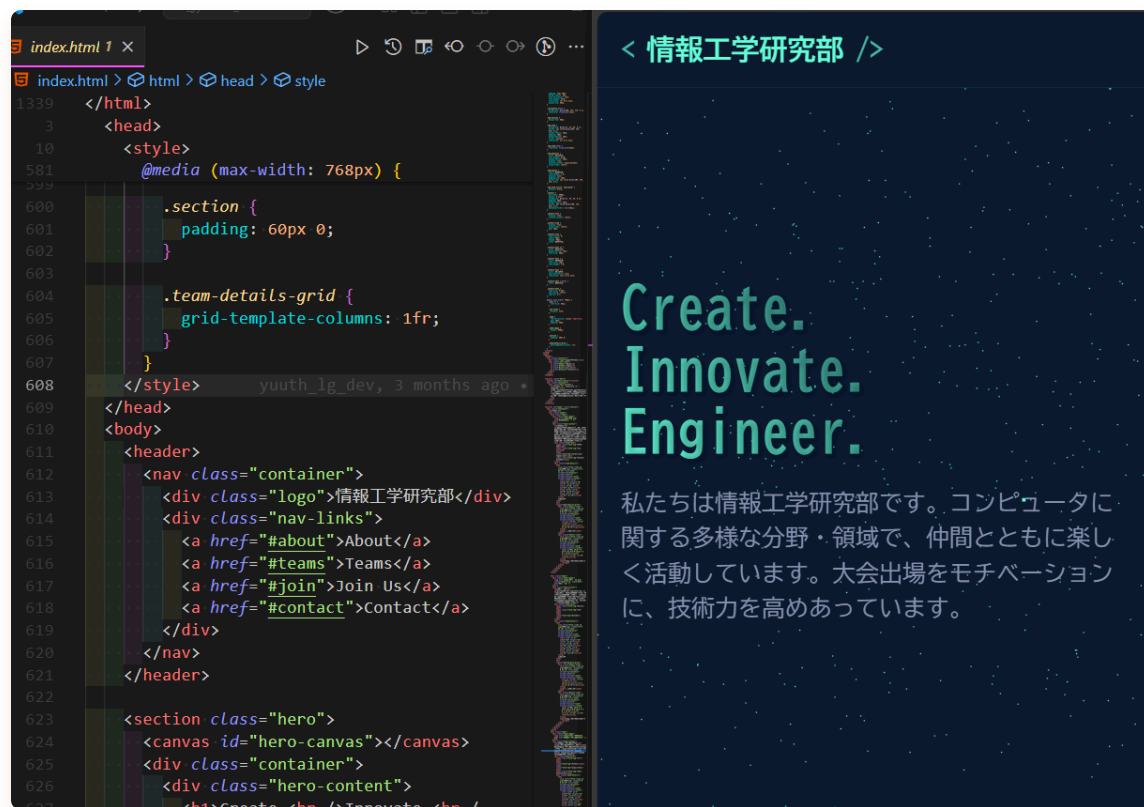 index.html 1
index.html > html > head > style
1339 </html>
3 <head>
10 <style>
581 @media (max-width: 768px) {
599
600 .section {
601 padding: 60px 0;
602 }
603
604 .team-details-grid {
605 grid-template-columns: 1fr;
606 }
607 }
608 </style> yuuth_lg_dev, 3 months ago •
609 </head>
610 <body>
611 <header>
612 <nav class="container">
613 <div class="logo">情報工学研究部</div>
614 <div class="nav-links">
615 <a href="#about">About</a>
616 <a href="#teams">Teams</a>
617 <a href="#join">Join Us</a>
618 <a href="#contact">Contact</a>
619 </div>
620 </nav>
621 </header>
622
623 <section class="hero">
624 <canvas id="hero-canvas"></canvas>
625 <div class="container">
626 <div class="hero-content">
<h1>Create.<br />Innovate.<br /
< 情報工学研究部 />
Create.
Innovate.
Engineer.
私たちは情報工学研究部です。コンピュータに
関する多様な分野・領域で、仲間とともに楽し
く活動しています。大会出場をモチベーション
に、技術力を高めあっています。